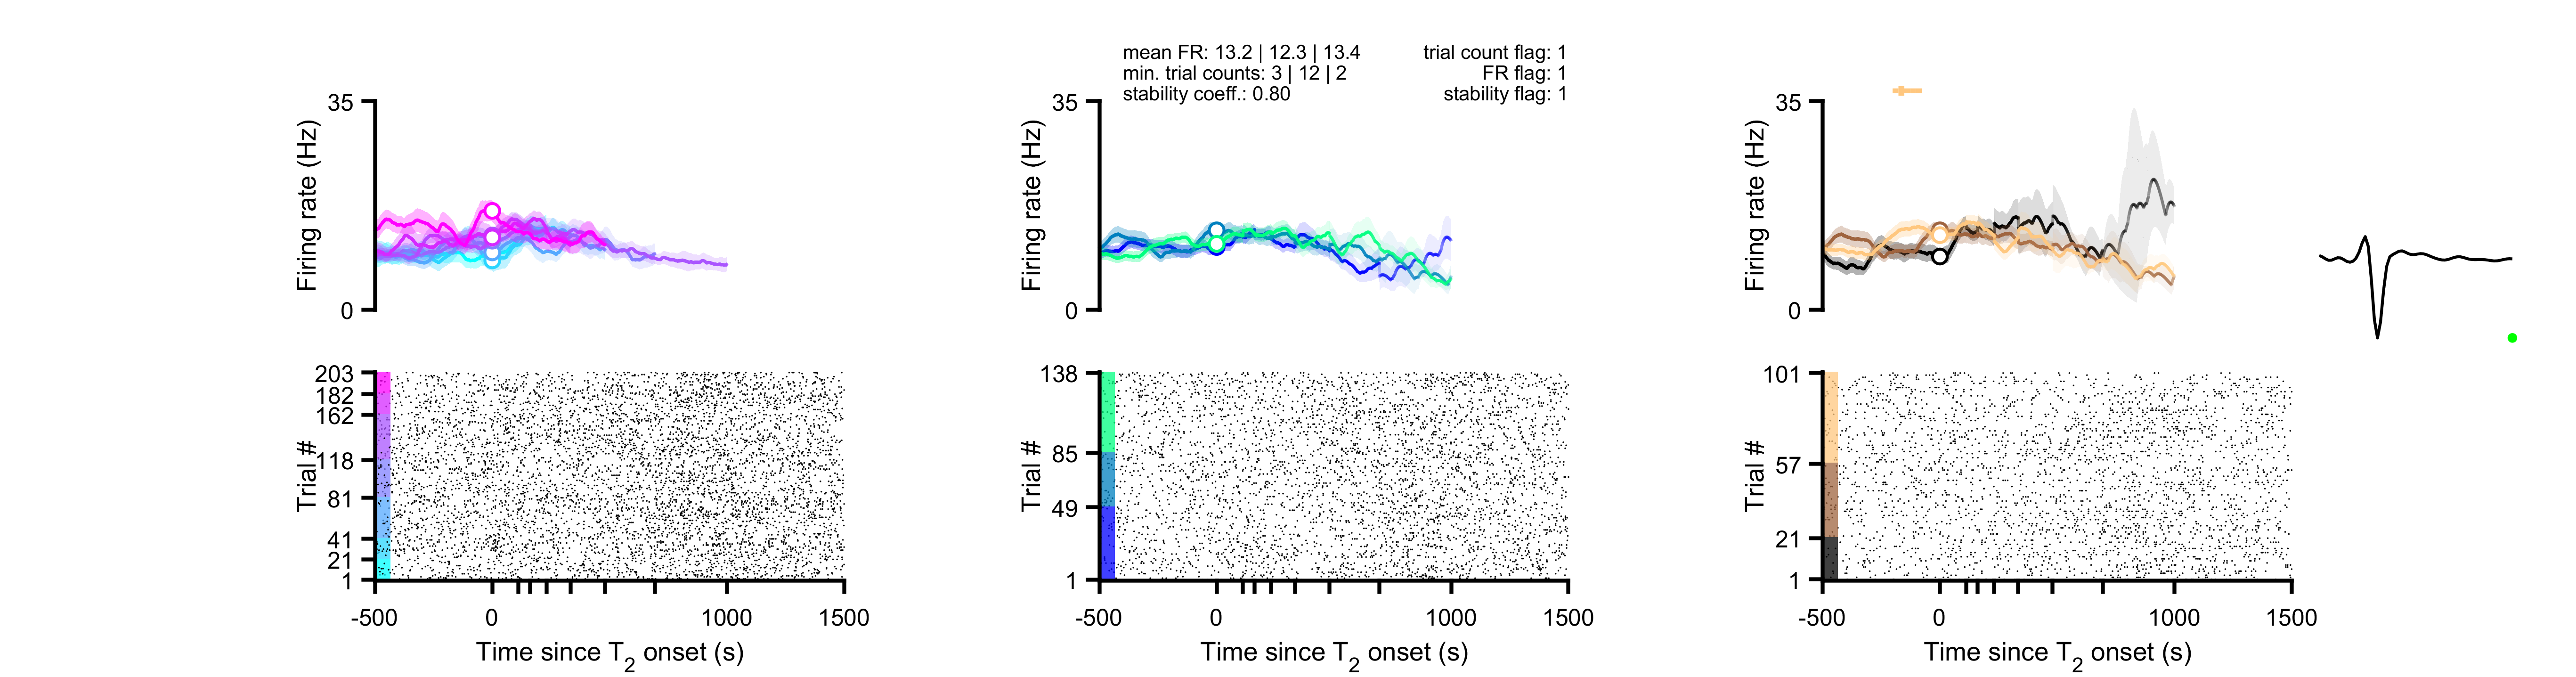 mean FR: 13.2 | 12.3 | 13.4
min. trial counts: 3 | 12 | 2
stability coeff.: 0.80
trial count flag: 1
FR flag: 1
stability flag: 1
35
Firing rate (Hz)
0
35
Firing rate (Hz)
0
35
Firing rate (Hz)
0
203
182
162
118
81
41
21
1
Trial #
-500
0
1000
1500
Time since T2 onset (s)
138
85
49
1
Trial #
-500
0
1000
1500
Time since T2 onset (s)
101
57
21
1
Trial #
-500
0
1000
1500
Time since T2 onset (s)